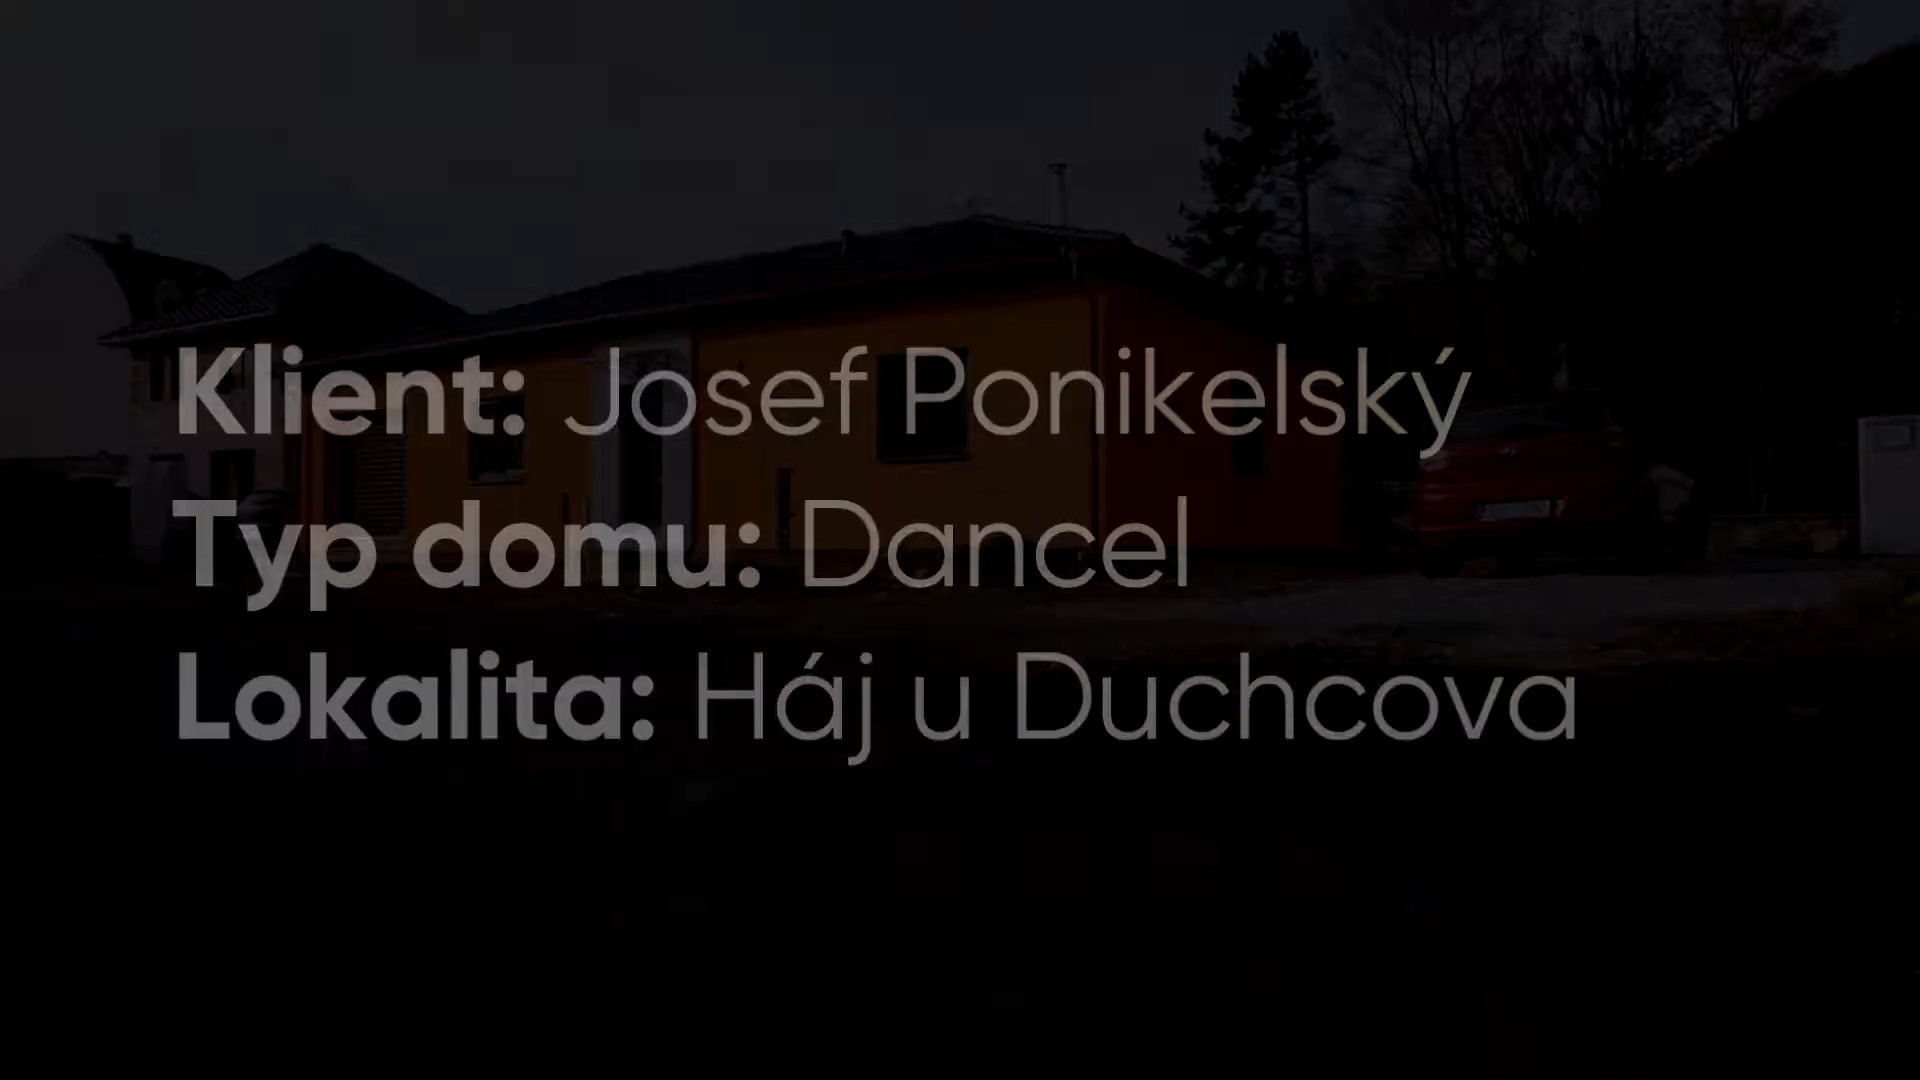 Klient: Josef Ponikelský
Typ domu: Dancel
Lokalita: Háj u Duchcova